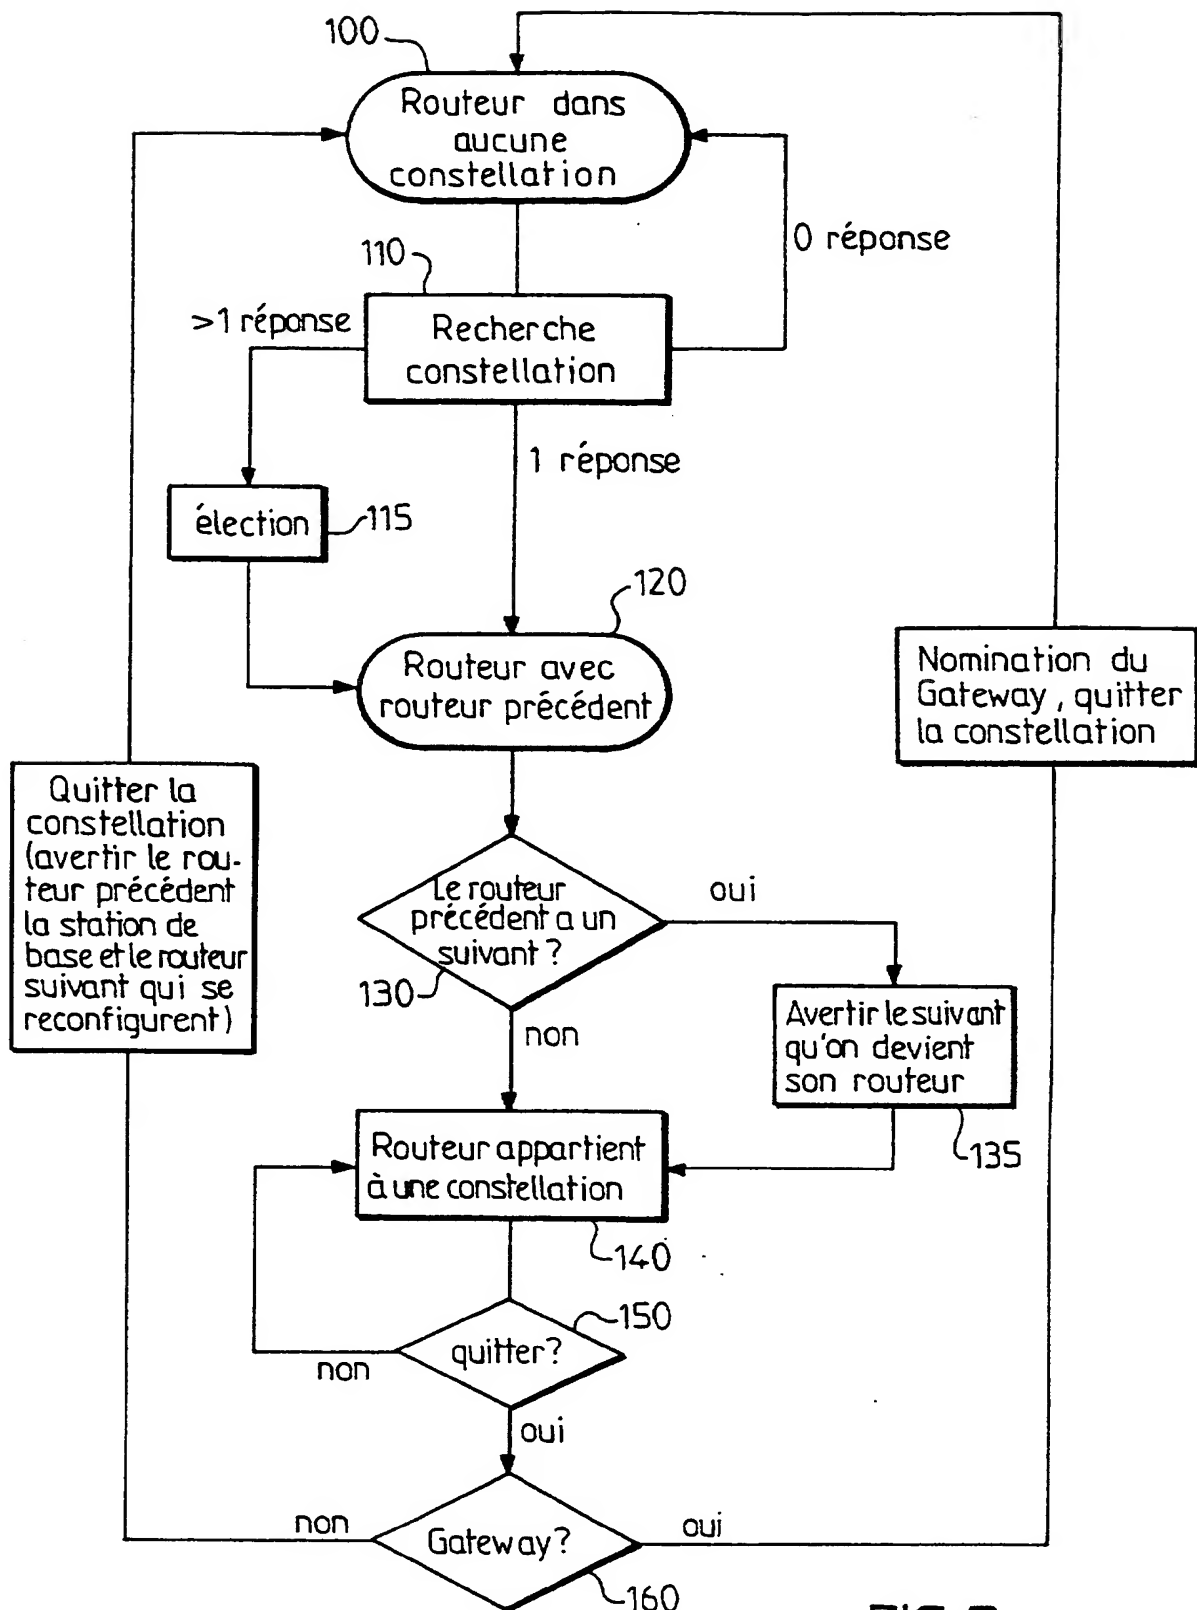 100
Routeur dans
aucune
constellation
0 réponse
110
>1 réponse
Recherche
constellation
1 réponse
élection
115
120
Routeur avec
routeur précédent
Nomination du
Gateway, quitter
la constellation
Quitter la
constellation
(avertir le rou-
teur précédent
la station de
base et le routeur
suivant qui se
reconfigurent)
Le routeur
précédent a un
suivant ?
oui
130
non
Avertir le suivant
qu'on devient
son routeur
135
Routeur appartient
à une constellation
140
150
quitter?
non
oui
non
Gateway?
oui
160